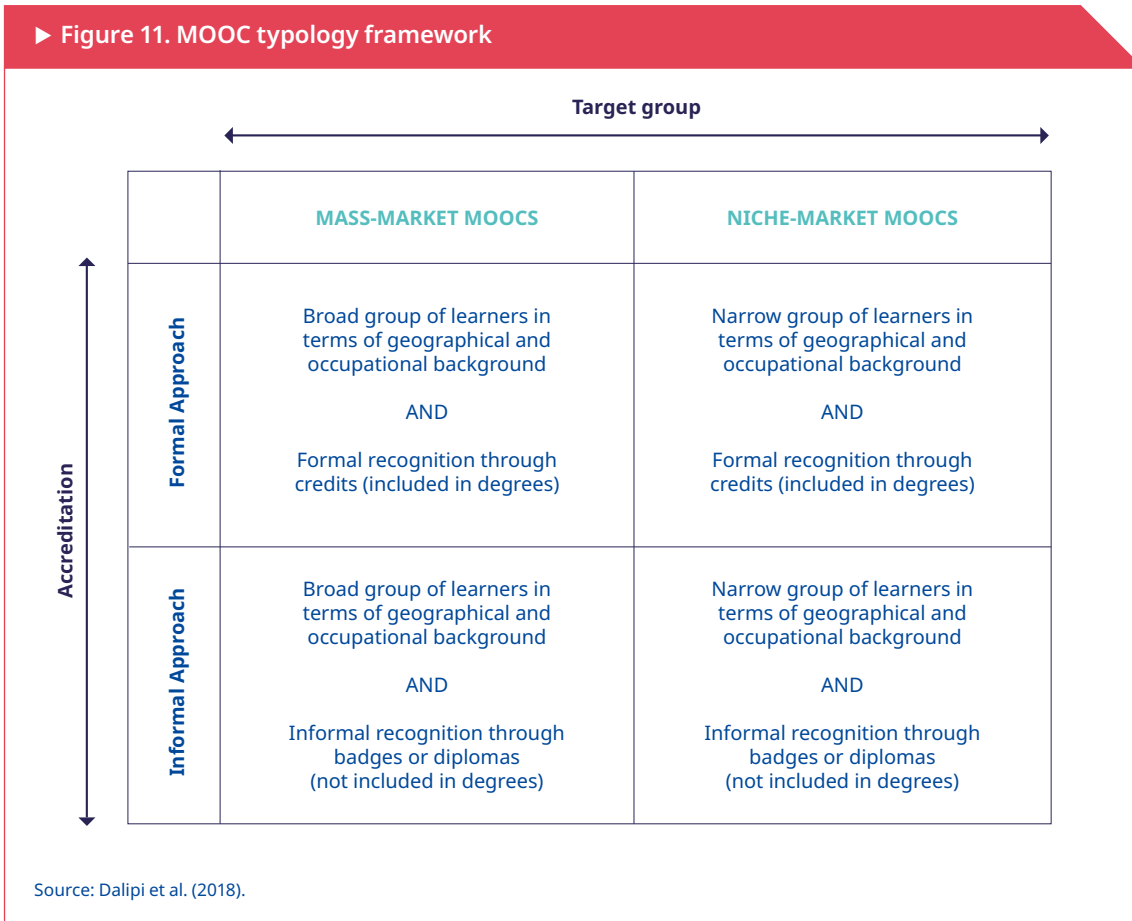 ▶ Figure 11. MOOC typology framework
Target group
MASS-MARKET MOOCS
NICHE-MARKET MOOCS
Accreditation
Formal Approach
Broad group of learners in
terms of geographical and
occupational background
AND
Formal recognition through
credits (included in degrees)
Narrow group of learners in
terms of geographical and
occupational background
AND
Formal recognition through
credits (included in degrees)
Informal Approach
Broad group of learners in
terms of geographical and
occupational background
AND
Informal recognition through
badges or diplomas
(not included in degrees)
Narrow group of learners in
terms of geographical and
occupational background
AND
Informal recognition through
badges or diplomas
(not included in degrees)
Source: Dalipi et al. (2018).